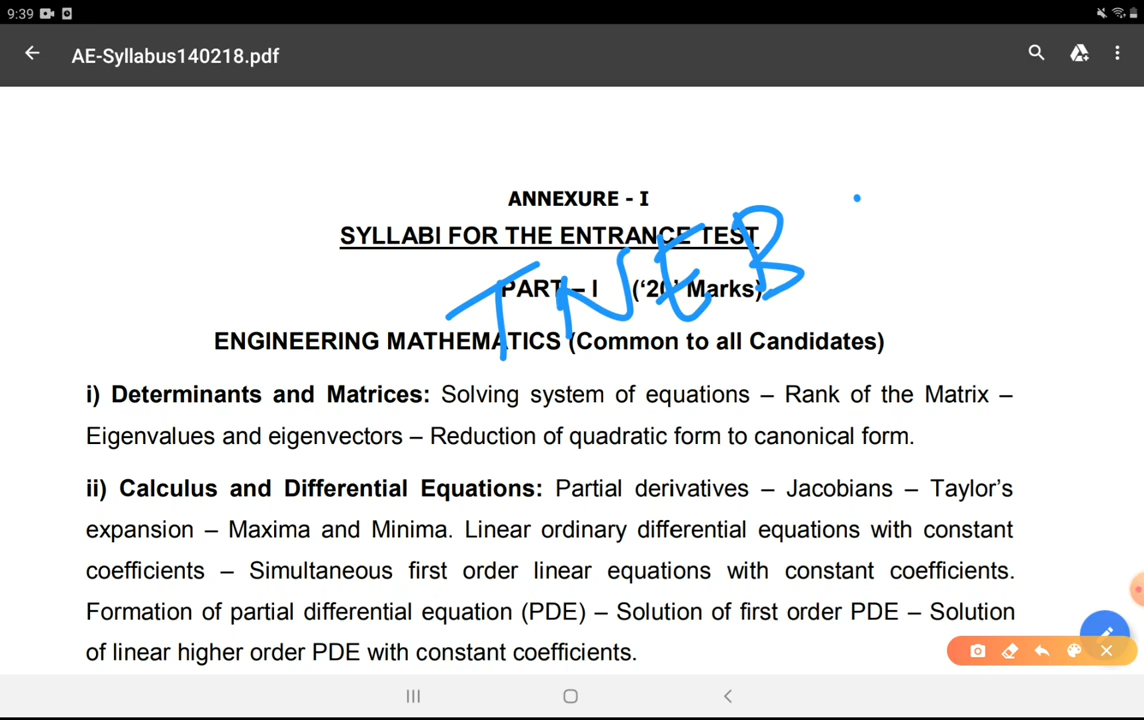 9:39
AE-Syllabus140218.pdf
ANNEXURE - I
SYLLABI FOR THE ENTRANCE TEST
PART – I ('20' Marks)
TNEB
ENGINEERING MATHEMATICS (Common to all Candidates)
i) Determinants and Matrices: Solving system of equations – Rank of the Matrix –
Eigenvalues and eigenvectors – Reduction of quadratic form to canonical form.
ii) Calculus and Differential Equations: Partial derivatives – Jacobians – Taylor's
expansion – Maxima and Minima. Linear ordinary differential equations with constant
coefficients – Simultaneous first order linear equations with constant coefficients.
Formation of partial differential equation (PDE) – Solution of first order PDE – Solution
of linear higher order PDE with constant coefficients.